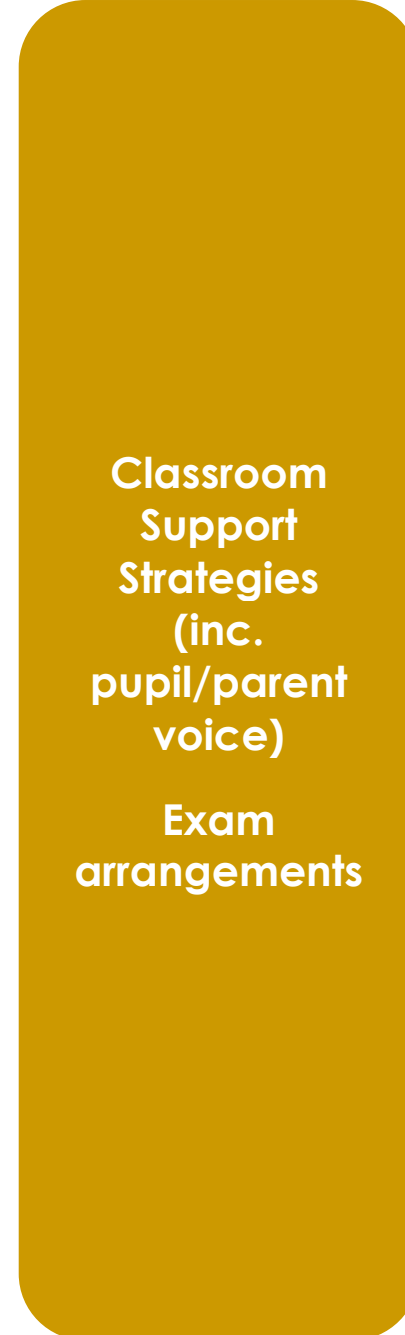 Classroom
Support
Strategies
(inc.
pupil/parent
voice)
Exam
arrangements